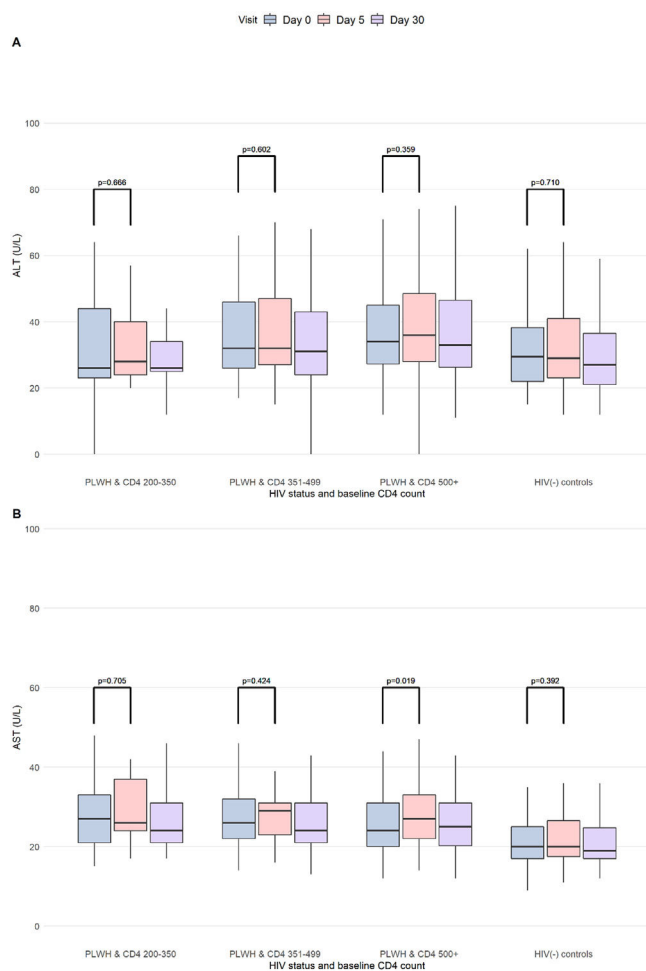 Visit Day 0 Day 5 Day 30
A
100
p=0.602 p=0.359
80
p=0.666 p=0.710
60
ALT (U/L)
40
20
0
PLWH & CD4 200-350 PLWH & CD4 351-499 PLWH & CD4 500+ HIV(-) controls
HIV status and baseline CD4 count
B
100
80
60
p=0.705 p=0.424 p=0.019 p=0.392
AST (U/L)
40
20
0
PLWH & CD4 200-350 PLWH & CD4 351-499 PLWH & CD4 500+ HIV(-) controls
HIV status and baseline CD4 count